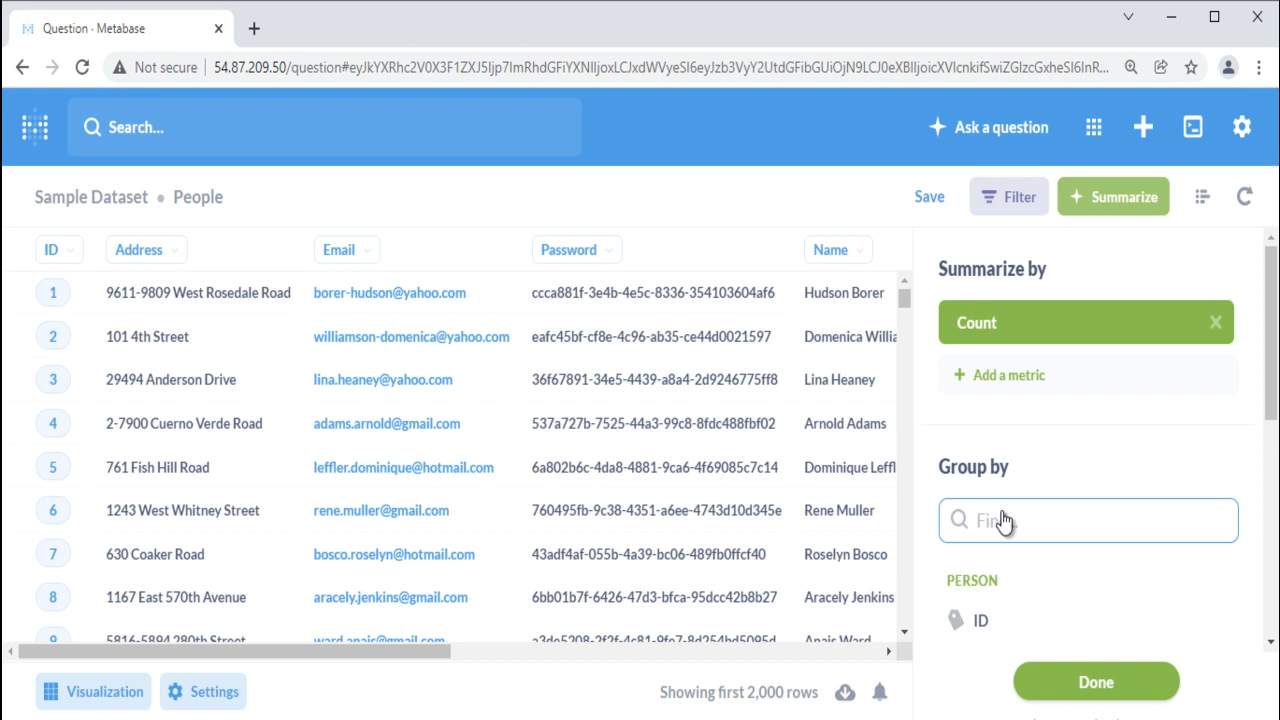 Question · Metabase
Not secure
54.87.209.50/question#eyJkYXRhc2V0X3F1ZXJ5Ijp7ImRhdGFiYXNlIjoxLCJxdWVyeSI6eyJzb3VyY2UtdGFibGUiOjN9LCJ0eXBlIjoicXVlcnkifSwiZGlzcGxheSI6InR...
Search...
Ask a question
Sample Dataset • People
Save
Filter
Summarize
ID Address Email Password Name
1 9611-9809 West Rosedale Road borer-hudson@yahoo.com ccca881f-3e4b-4e5c-8336-354103604af6 Hudson Borer
2 101 4th Street williamson-domenica@yahoo.com eafc45bf-cf8e-4c96-ab35-ce44d0021597 Domenica Willia
3 29494 Anderson Drive lina.heaney@yahoo.com 36f67891-34e5-4439-a8a4-2d9246775ff8 Lina Heaney
4 2-7900 Cuerno Verde Road adams.arnold@gmail.com 537a727b-7525-44a3-99c8-8fdc488fbf02 Arnold Adams
5 761 Fish Hill Road leffler.dominique@hotmail.com 6a802b6c-4da8-4881-9ca6-4f69085c7c14 Dominique Leffl
6 1243 West Whitney Street rene.muller@gmail.com 760495fb-9c38-4351-a6ee-4743d10d345e Rene Muller
7 630 Coaker Road bosco.roselyn@hotmail.com 43adf4af-055b-4a39-bc06-489fb0ffcf40 Roselyn Bosco
8 1167 East 570th Avenue aracely.jenkins@gmail.com 6bb01b7f-6426-47d3-bfca-95dcc42b8b27 Aracely Jenkins
9 5816-5894 280th Street ward.anais@gmail.com a3de5208-2f2f-4c81-9fe7-8d254bd5095d Anais Ward
Visualization
Settings
Showing first 2,000 rows
Summarize by
Count
+ Add a metric
Group by
PERSON
ID
Done